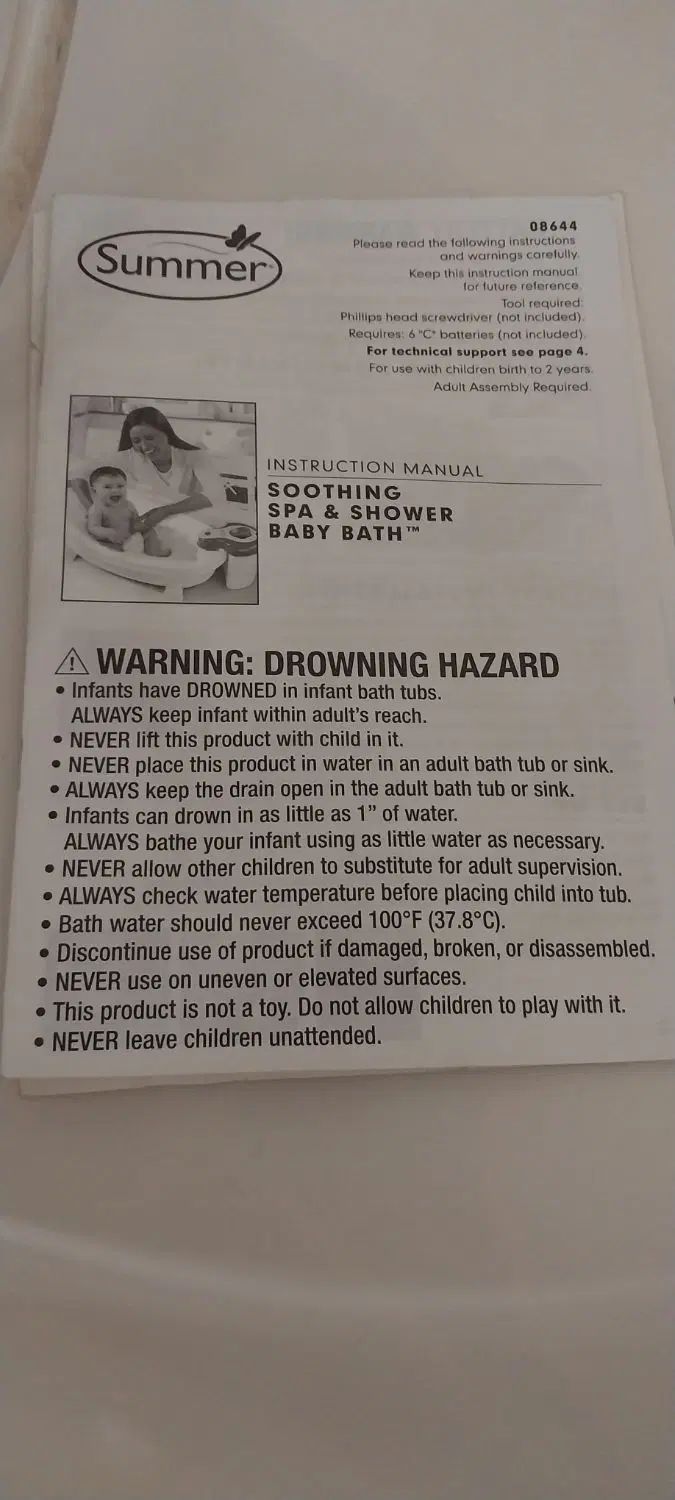 Summer
08644
Please read the following instructions
and warnings carefully.
Keep this instruction manual
for future reference.
Tool required:
Phillips head screwdriver (not included).
Requires: 6 "C" batteries (not included).
For technical support see page 4.
For use with children birth to 2 years.
Adult Assembly Required.
INSTRUCTION MANUAL
SOOTHING
SPA & SHOWER
BABY BATH™
⚠ WARNING: DROWNING HAZARD
• Infants have DROWNED in infant bath tubs.
ALWAYS keep infant within adult's reach.
• NEVER lift this product with child in it.
• NEVER place this product in water in an adult bath tub or sink.
• ALWAYS keep the drain open in the adult bath tub or sink.
• Infants can drown in as little as 1” of water.
ALWAYS bathe your infant using as little water as necessary.
• NEVER allow other children to substitute for adult supervision.
• ALWAYS check water temperature before placing child into tub.
• Bath water should never exceed 100°F (37.8°C).
• Discontinue use of product if damaged, broken, or disassembled.
• NEVER use on uneven or elevated surfaces.
• This product is not a toy. Do not allow children to play with it.
• NEVER leave children unattended.